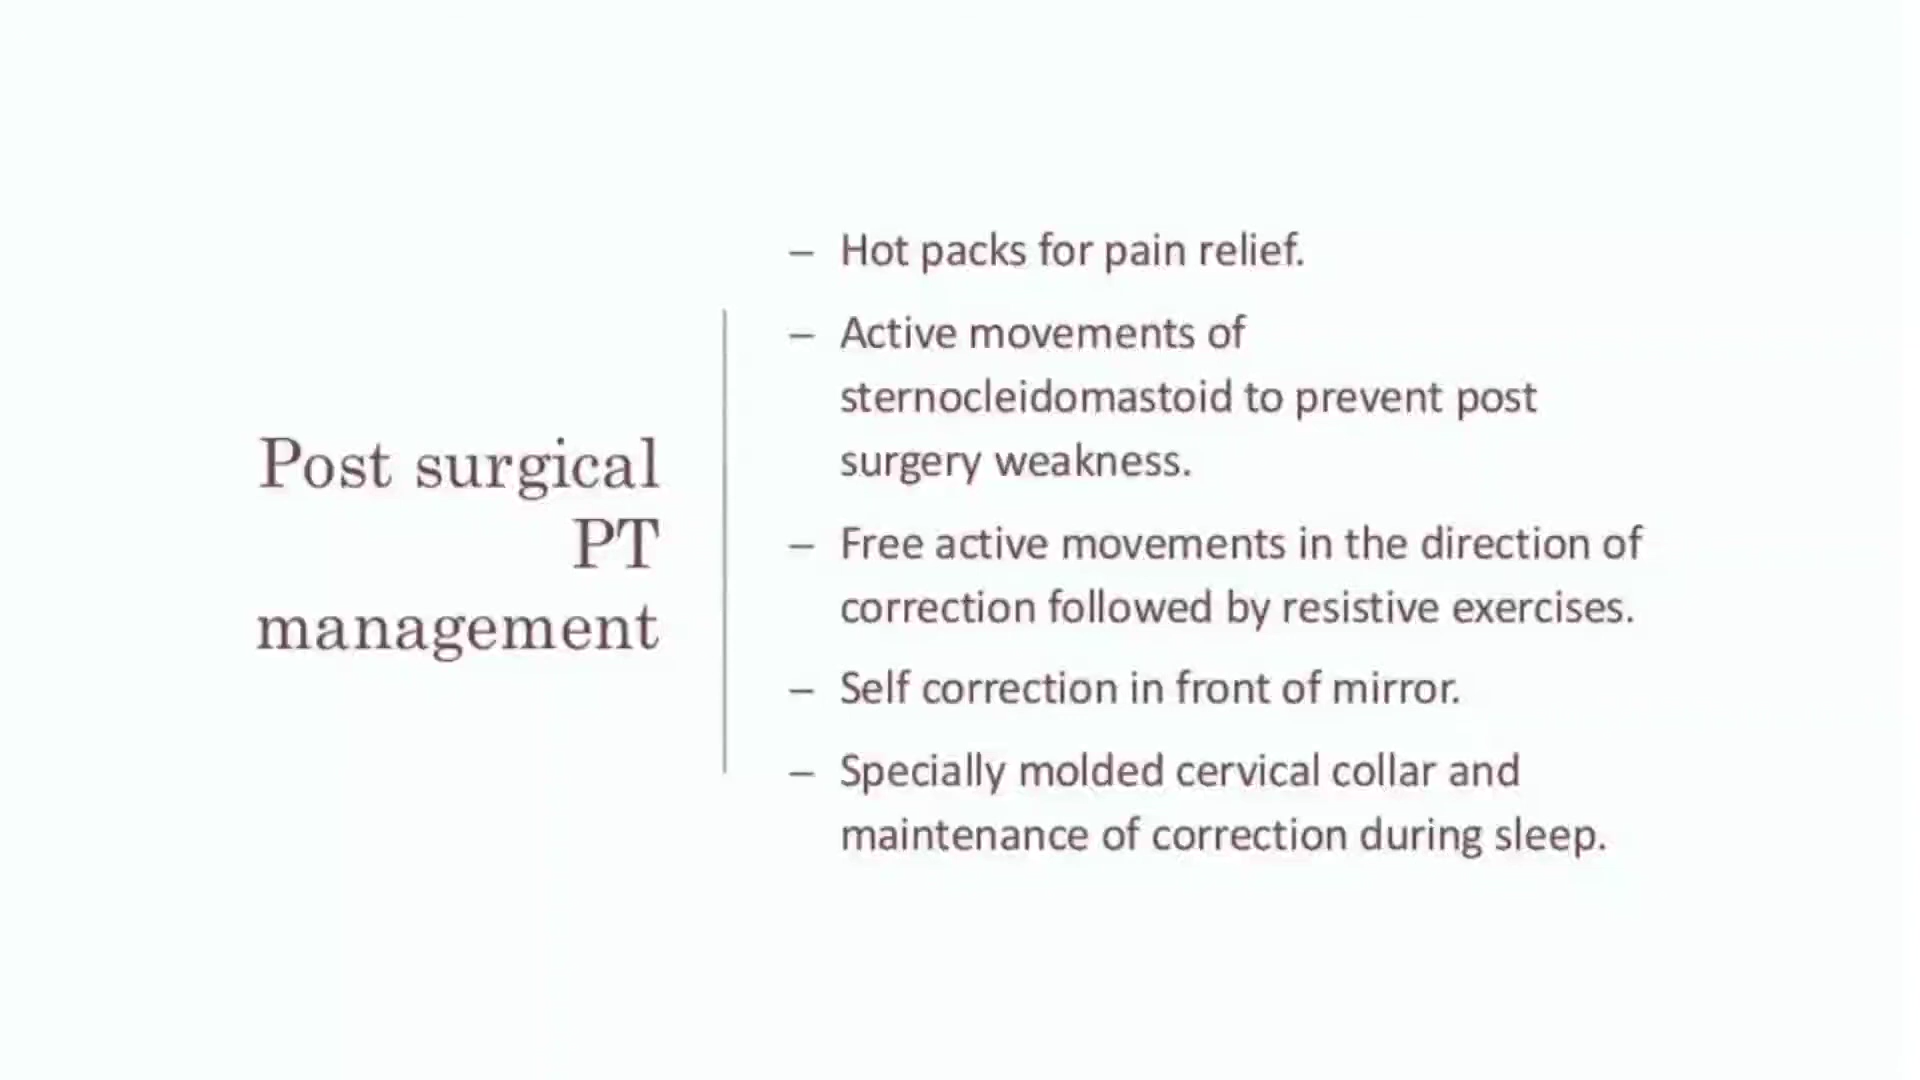 Post surgical
PT
management
– Hot packs for pain relief.
– Active movements of
sternocleidomastoid to prevent post
surgery weakness.
– Free active movements in the direction of
correction followed by resistive exercises.
– Self correction in front of mirror.
– Specially molded cervical collar and
maintenance of correction during sleep.